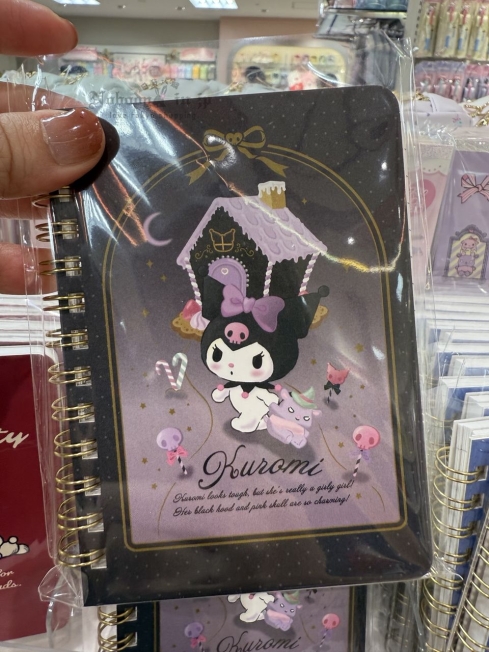 Kuromi
Kuromi looks tough, but she's really a girly girl!
Her black hood and pink skull are so charming!
Kuromi